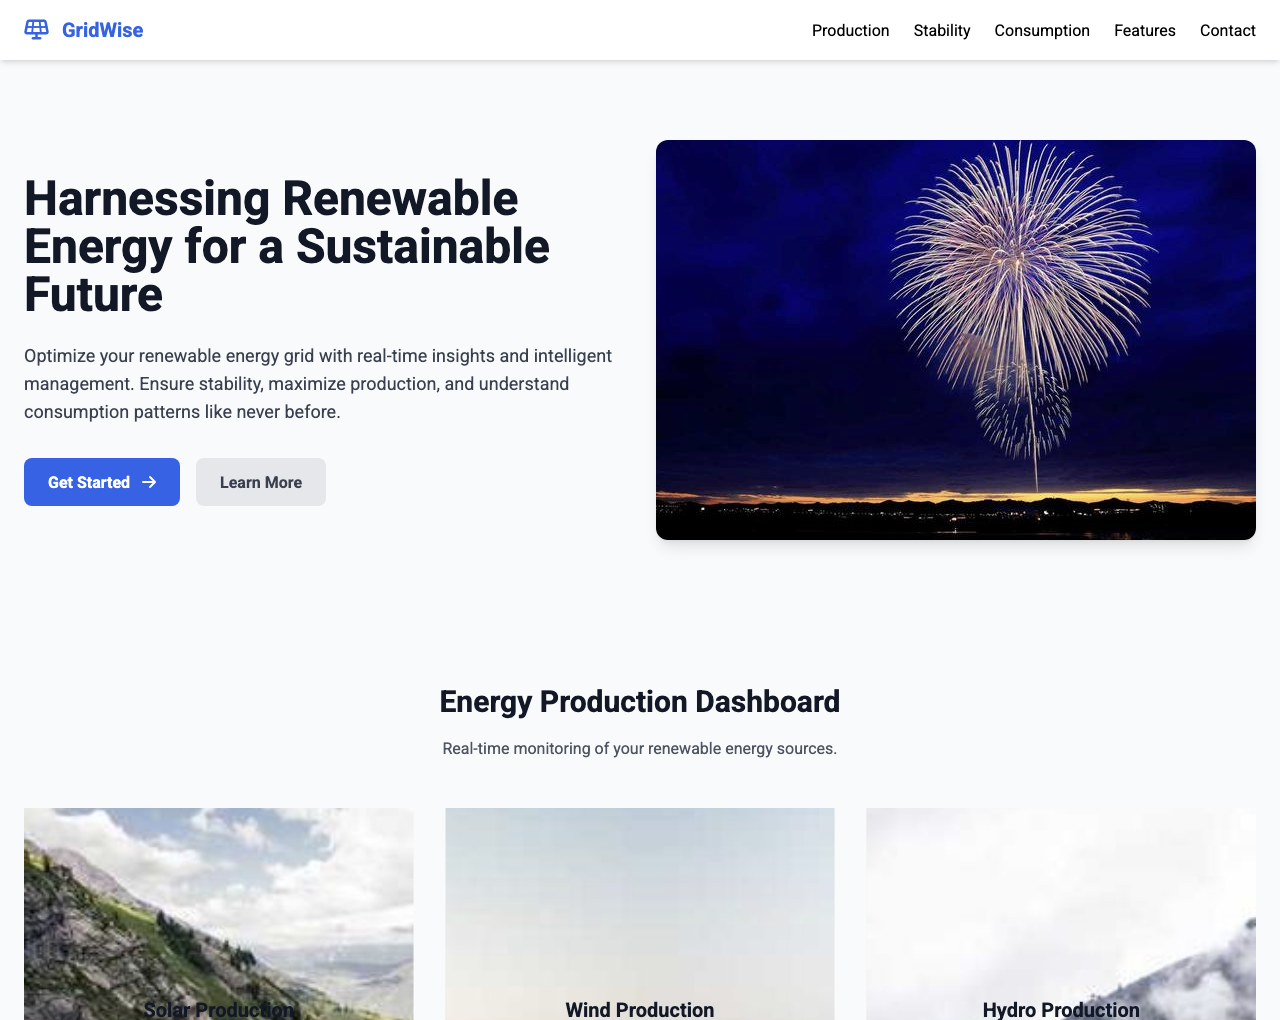 GridWise
Production Stability Consumption Features Contact
Harnessing Renewable
Energy for a Sustainable
Future
Optimize your renewable energy grid with real-time insights and intelligent
management. Ensure stability, maximize production, and understand
consumption patterns like never before.
Get Started
Learn More
Energy Production Dashboard
Real-time monitoring of your renewable energy sources.
Solar Production
Wind Production
Hydro Production